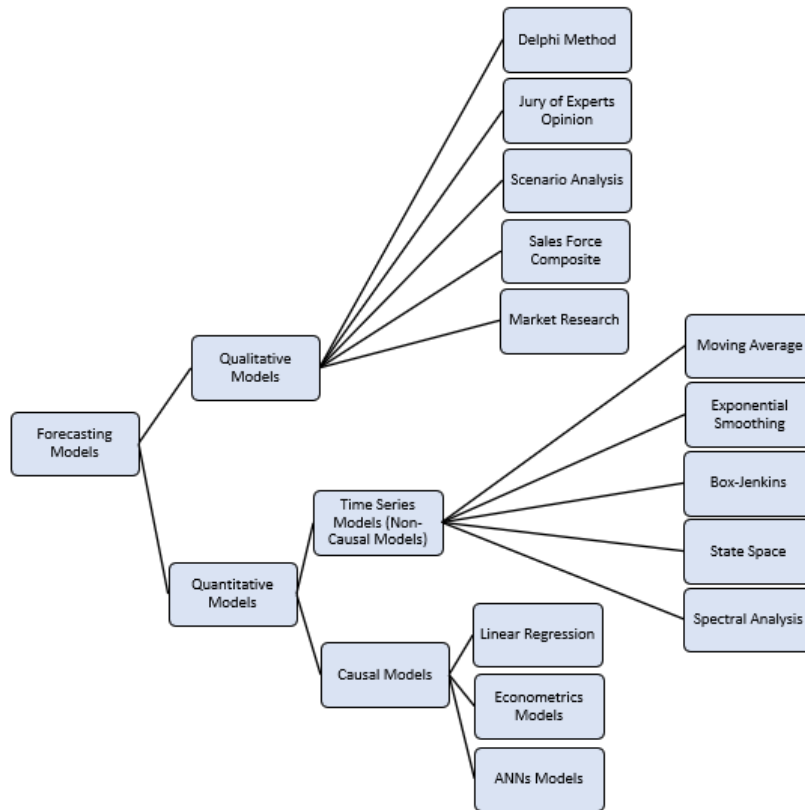 Delphi Method
Jury of Experts
Opinion
Scenario Analysis
Sales Force
Composite
Market Research
Qualitative
Models
Moving Average
Exponential
Smoothing
Forecasting
Models
Box-Jenkins
Time Series
Models (Non-
Causal Models)
State Space
Quantitative
Models
Spectral Analysis
Linear Regression
Causal Models
Econometrics
Models
ANNs Models